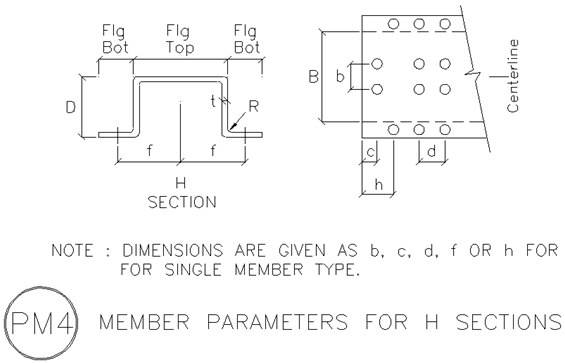 Flg Bot
Flg Top
Flg Bot
D
t
R
f
f
H
SECTION
B
b
c
d
h
Centerline
NOTE : DIMENSIONS ARE GIVEN AS b, c, d, f OR h FOR
FOR SINGLE MEMBER TYPE.
PM4
MEMBER PARAMETERS FOR H SECTIONS